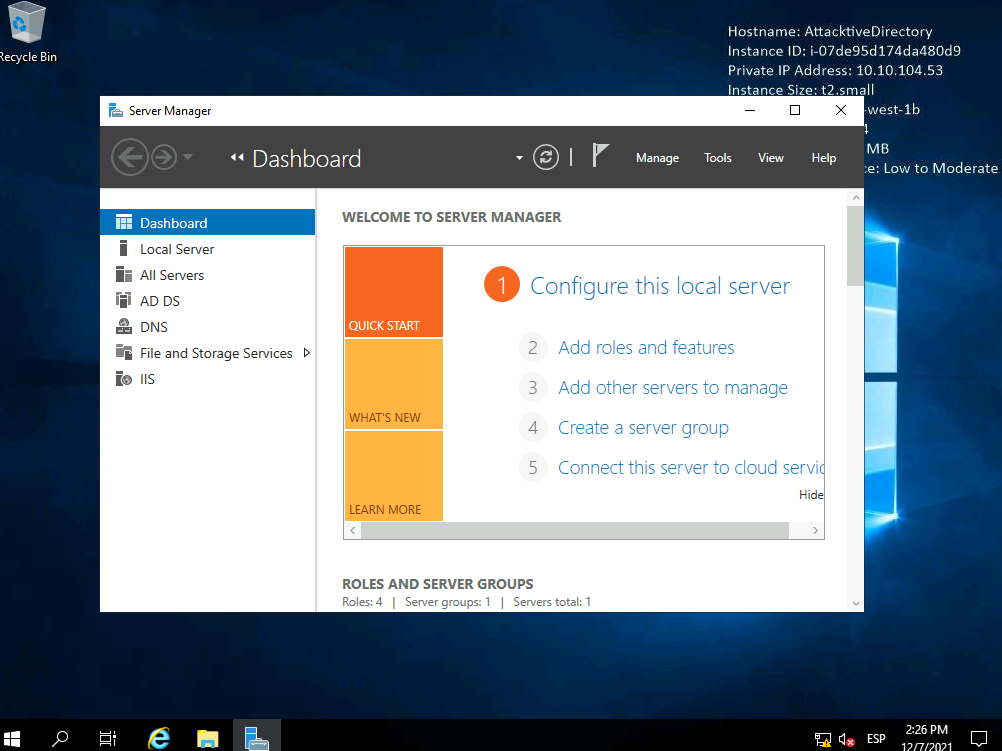 Recycle Bin
Hostname: AttacktiveDirectory
Instance ID: i-07de95d174da480d9
Private IP Address: 10.10.104.53
Instance Size: t2.small
-west-1b
MB
ce: Low to Moderate
Server Manager
Dashboard
Manage Tools View Help
Dashboard
Local Server
All Servers
AD DS
DNS
File and Storage Services
IIS
WELCOME TO SERVER MANAGER
QUICK START
WHAT'S NEW
LEARN MORE
1 Configure this local server
2 Add roles and features
3 Add other servers to manage
4 Create a server group
5 Connect this server to cloud servic
Hide
ROLES AND SERVER GROUPS
Roles: 4 | Server groups: 1 | Servers total: 1
ESP
2:26 PM
12/7/2021